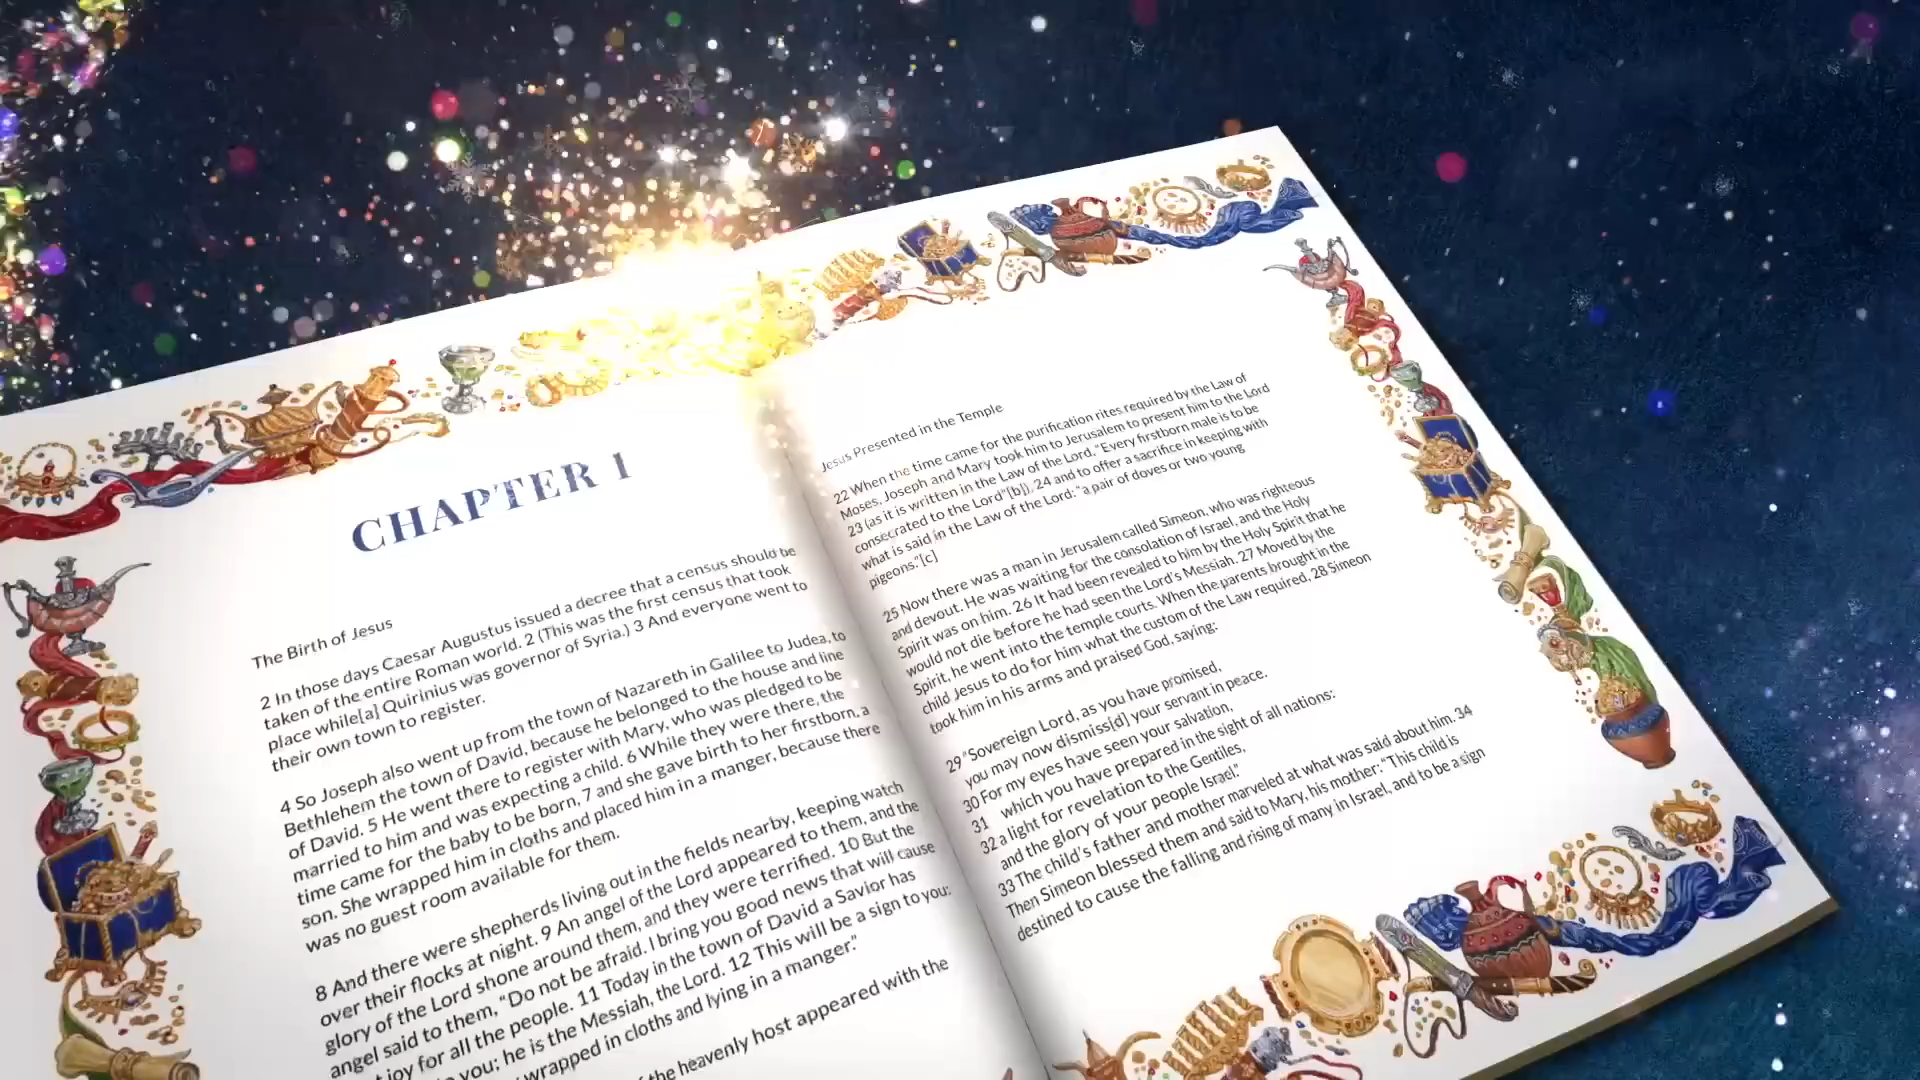 CHAPTER 1
The Birth of Jesus
2 In those days Caesar Augustus issued a decree that a census should be
taken of the entire Roman world. 2 (This was the first census that took
place while[a] Quirinius was governor of Syria.) 3 And everyone went to
their own town to register.
4 So Joseph also went up from the town of Nazareth in Galilee to Judea, to
Bethlehem the town of David, because he belonged to the house and line
of David. 5 He went there to register with Mary, who was pledged to be
married to him and was expecting a child. 6 While they were there, the
time came for the baby to be born, 7 and she gave birth to her firstborn, a
son. She wrapped him in cloths and placed him in a manger, because there
was no guest room available for them.
8 And there were shepherds living out in the fields nearby, keeping watch
over their flocks at night. 9 An angel of the Lord appeared to them, and the
glory of the Lord shone around them, and they were terrified. 10 But the
angel said to them, “Do not be afraid. I bring you good news that will cause
joy for all the people. 11 Today in the town of David a Savior has
you; he is the Messiah, the Lord. 12 This will be a sign to you:
wrapped in cloths and lying in a manger.”
the heavenly host appeared with the
Jesus Presented in the Temple
22 When the time came for the purification rites required by the Law of
Moses, Joseph and Mary took him to Jerusalem to present him to the Lord
23 (as it is written in the Law of the Lord, “Every firstborn male is to be
consecrated to the Lord”[b]), 24 and to offer a sacrifice in keeping with
what is said in the Law of the Lord: “a pair of doves or two young
pigeons.”[c]
25 Now there was a man in Jerusalem called Simeon, who was righteous
and devout. He was waiting for the consolation of Israel, and the Holy
Spirit was on him. 26 It had been revealed to him by the Holy Spirit that he
would not die before he had seen the Lord’s Messiah. 27 Moved by the
Spirit, he went into the temple courts. When the parents brought in the
child Jesus to do for him what the custom of the Law required, 28 Simeon
took him in his arms and praised God, saying:
29 “Sovereign Lord, as you have promised,
you may now dismiss[d] your servant in peace.
30 For my eyes have seen your salvation,
31 which you have prepared in the sight of all nations:
32 a light for revelation to the Gentiles,
and the glory of your people Israel.”
33 The child’s father and mother marveled at what was said about him. 34
Then Simeon blessed them and said to Mary, his mother: “This child is
destined to cause the falling and rising of many in Israel, and to be a sign